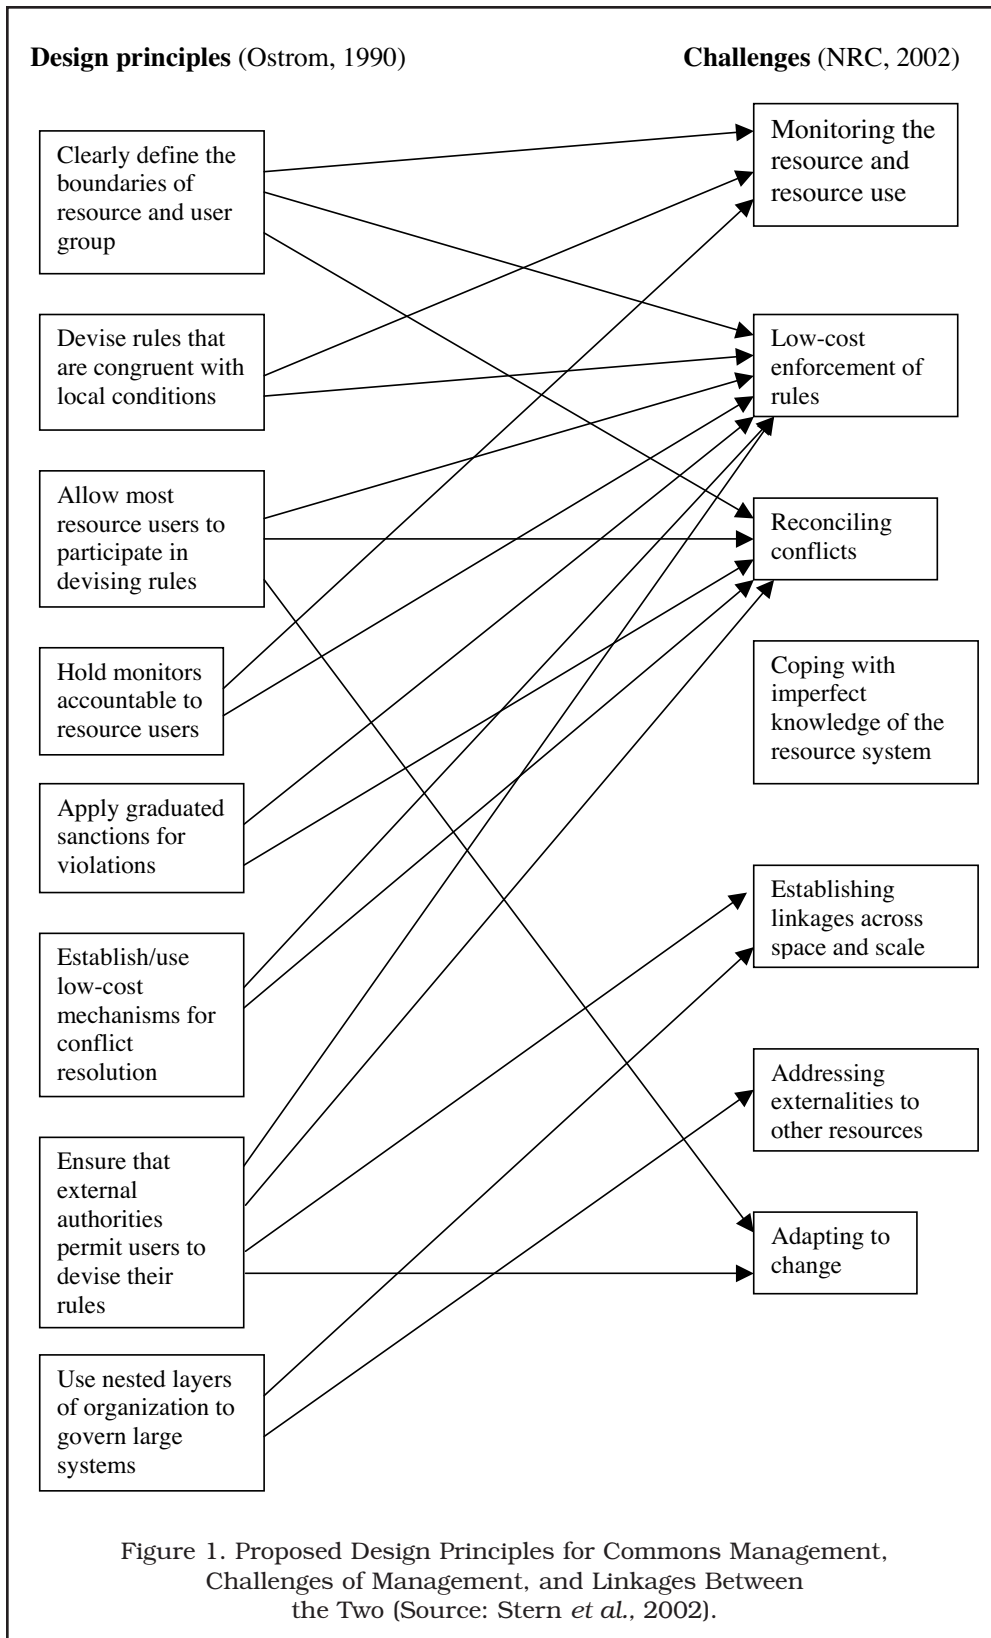 Design principles (Ostrom, 1990)
Challenges (NRC, 2002)
Clearly define the
boundaries of
resource and user
group
Devise rules that
are congruent with
local conditions
Allow most
resource users to
participate in
devising rules
Hold monitors
accountable to
resource users
Apply graduated
sanctions for
violations
Establish/use
low-cost
mechanisms for
conflict
resolution
Ensure that
external
authorities
permit users to
devise their
rules
Use nested layers
of organization to
govern large
systems
Monitoring the
resource and
resource use
Low-cost
enforcement of
rules
Reconciling
conflicts
Coping with
imperfect
knowledge of the
resource system
Establishing
linkages across
space and scale
Addressing
externalities to
other resources
Adapting to
change
Figure 1. Proposed Design Principles for Commons Management,
Challenges of Management, and Linkages Between
the Two (Source: Stern et al., 2002).